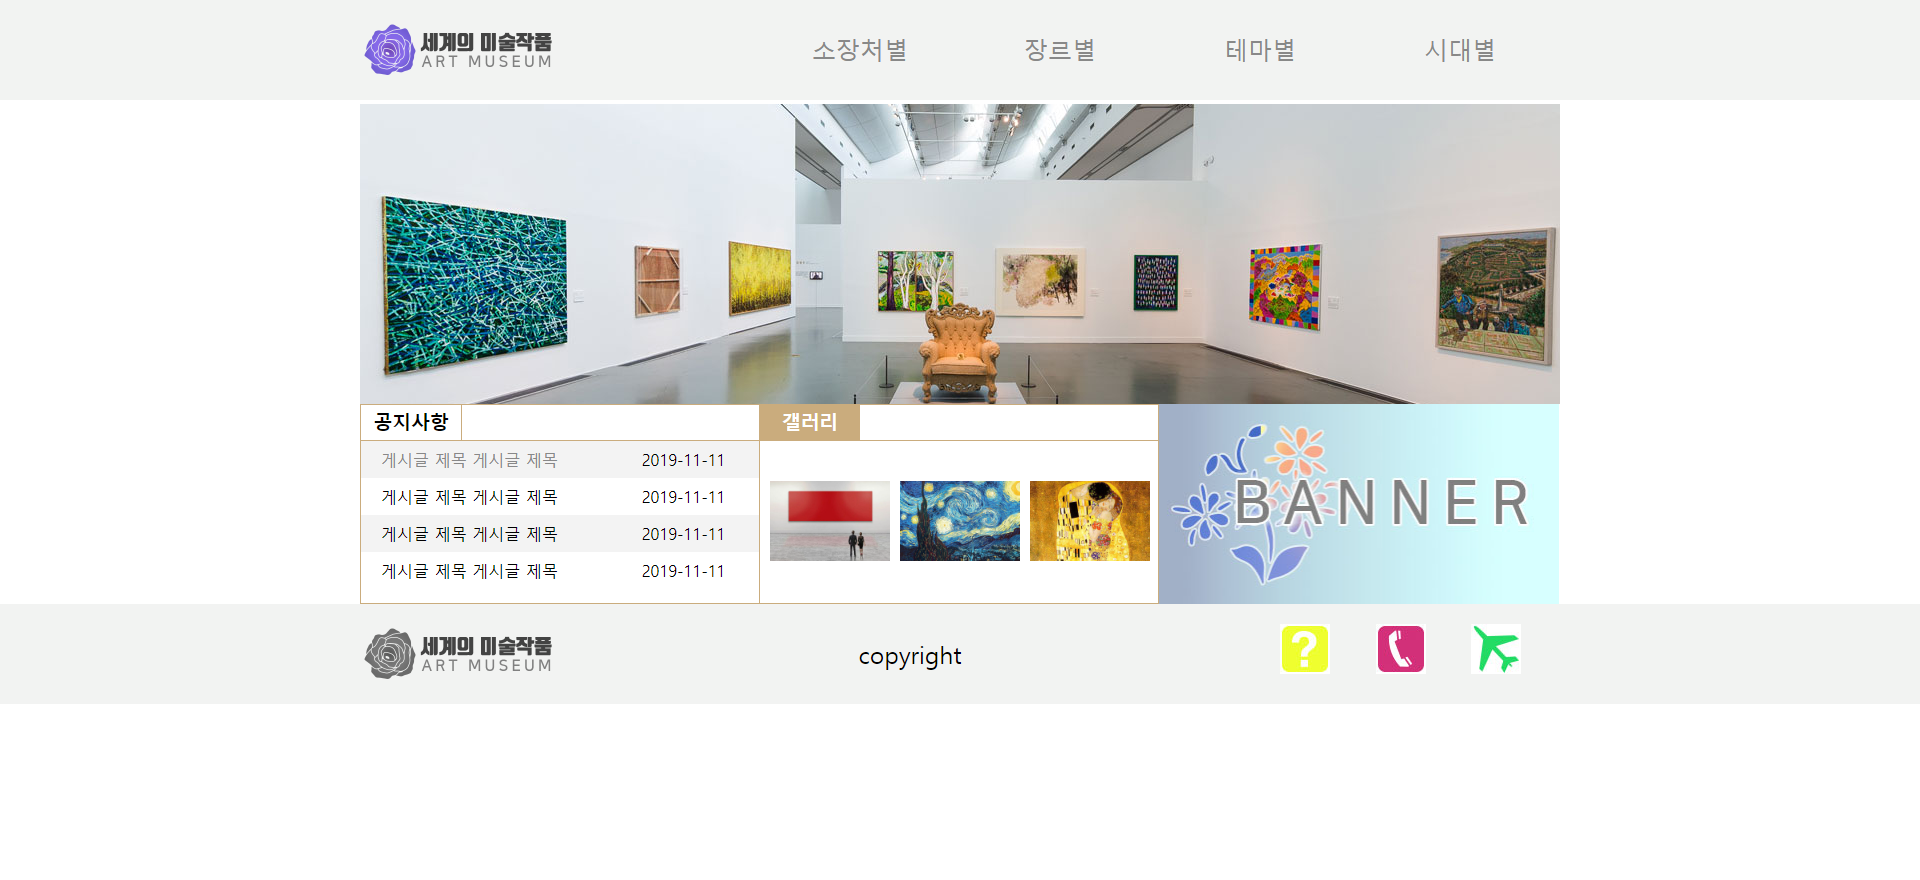 세계의 미술작품
ART MUSEUM
소장처별 장르별 테마별 시대별
공지사항
게시글 제목 게시글 제목 2019-11-11
게시글 제목 게시글 제목 2019-11-11
게시글 제목 게시글 제목 2019-11-11
게시글 제목 게시글 제목 2019-11-11
갤러리
BANNER
세계의 미술작품
ART MUSEUM
copyright
?